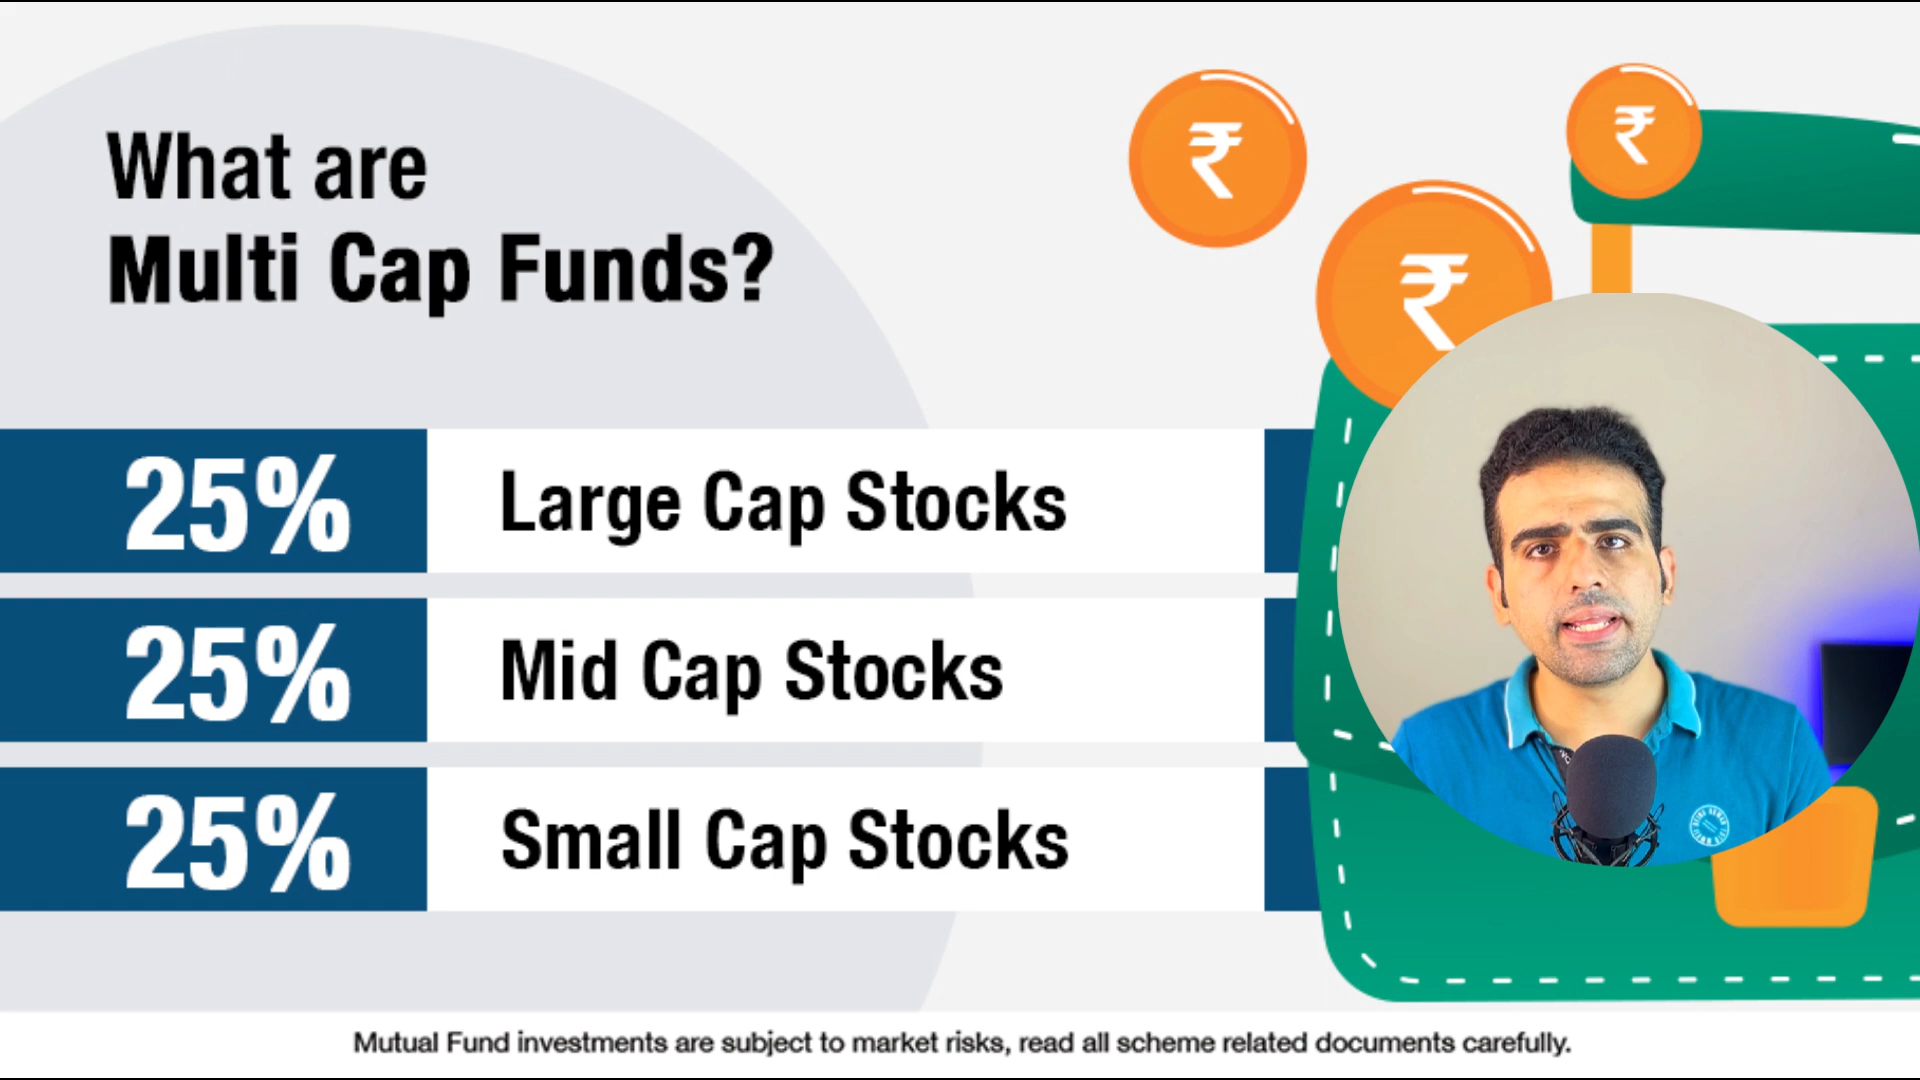 What are
Multi Cap Funds?
₹
₹
₹
25% Large Cap Stocks
25% Mid Cap Stocks
25% Small Cap Stocks
Mutual Fund investments are subject to market risks, read all scheme related documents carefully.